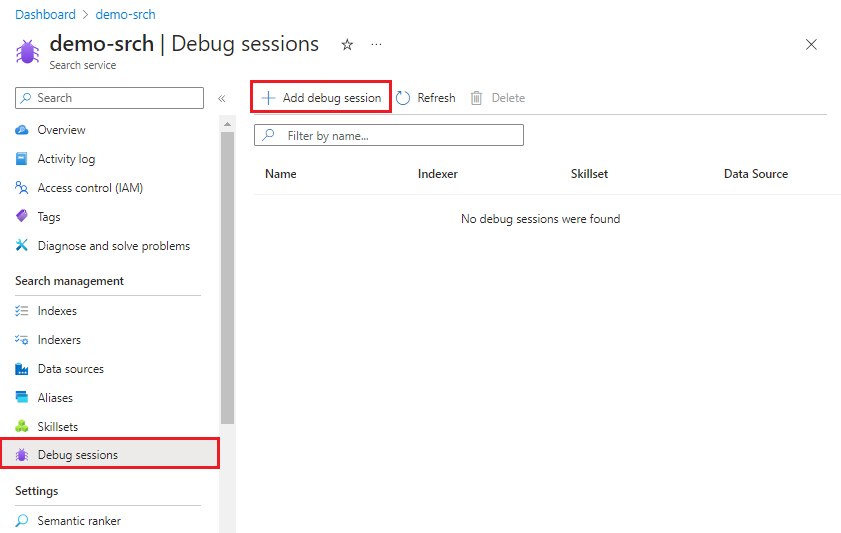 Dashboard > demo-srch
demo-srch | Debug sessions ☆ ···
Search service
Search «
Overview
Activity log
Access control (IAM)
Tags
Diagnose and solve problems
Search management
Indexes
Indexers
Data sources
Aliases
Skillsets
Debug sessions
Settings
Semantic ranker
+ Add debug session Refresh Delete
Filter by name...
Name Indexer Skillset Data Source
No debug sessions were found